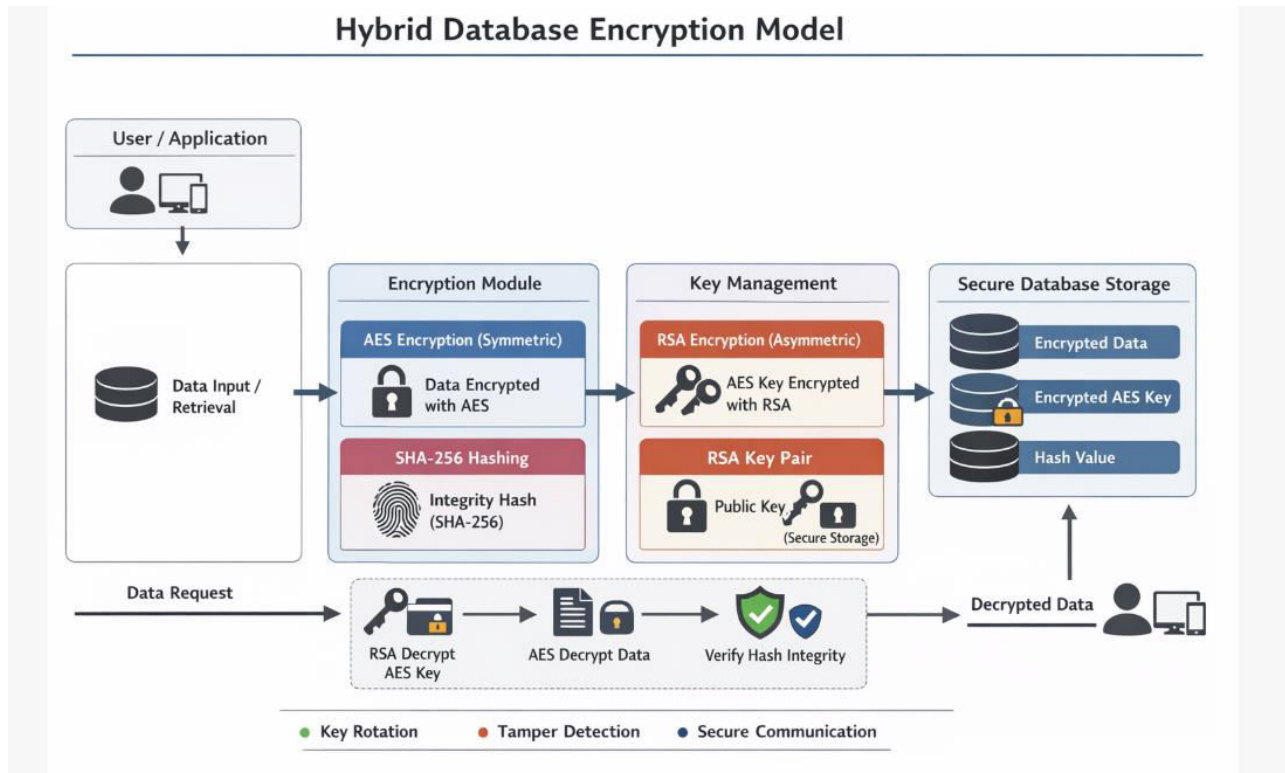 Hybrid Database Encryption Model
User / Application
Data Input /
Retrieval
Encryption Module
AES Encryption (Symmetric)
Data Encrypted
with AES
SHA-256 Hashing
Integrity Hash
(SHA-256)
Key Management
RSA Encryption (Asymmetric)
AES Key Encrypted
with RSA
RSA Key Pair
Public Key
(Secure Storage)
Secure Database Storage
Encrypted Data
Encrypted AES Key
Hash Value
Data Request
RSA Decrypt
AES Key
AES Decrypt Data
Verify Hash Integrity
Decrypted Data
Key Rotation
Tamper Detection
Secure Communication